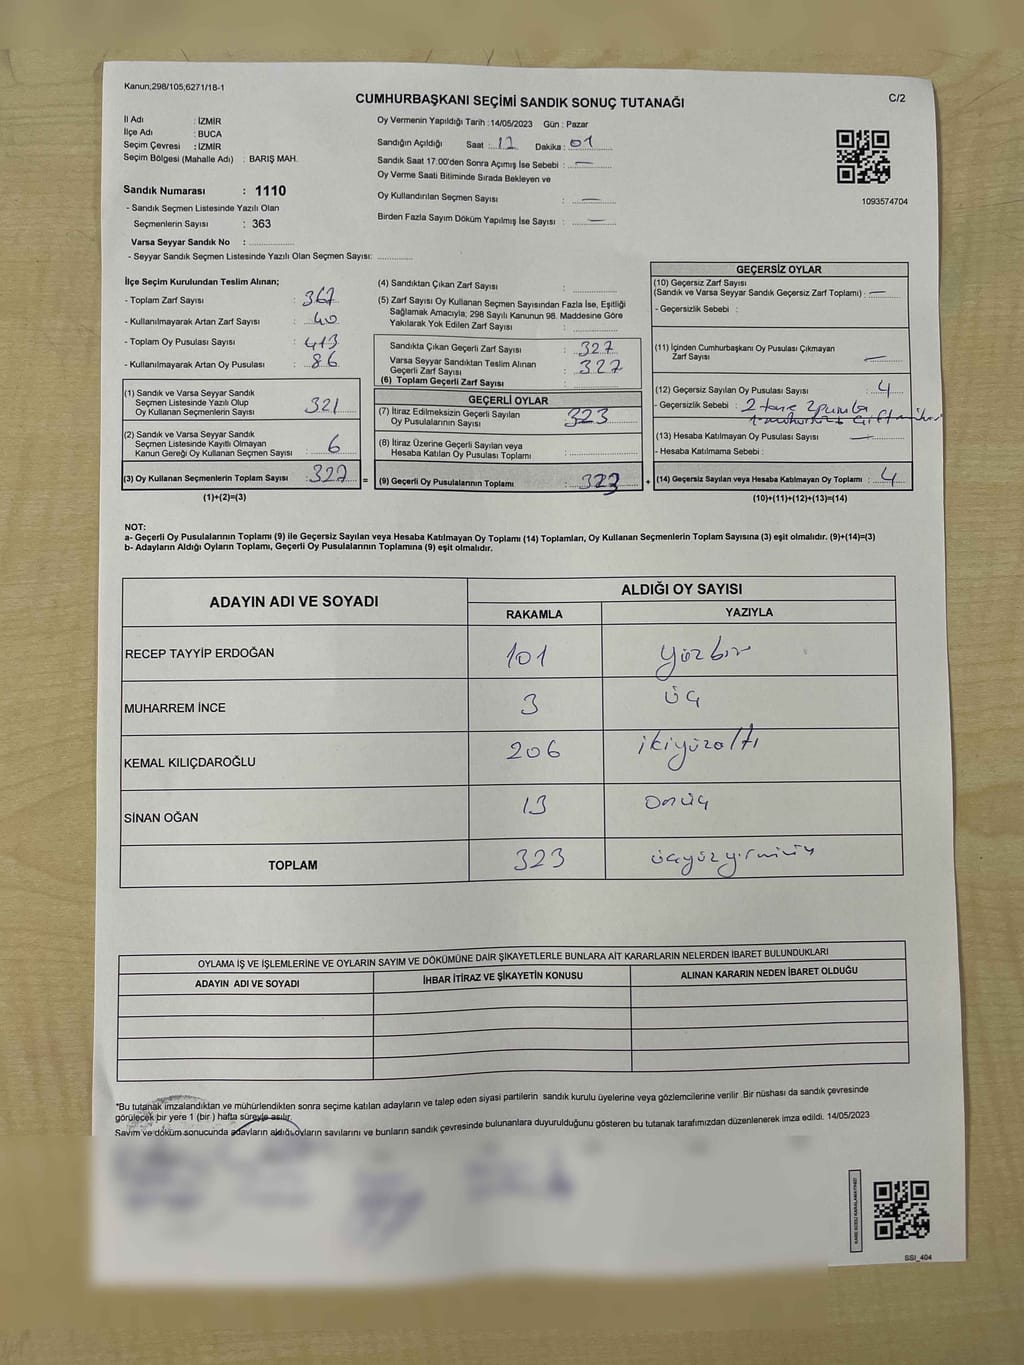 Kanun;298/105,6271/18-1
C/2
CUMHURBAŞKANI SEÇİMİ SANDIK SONUÇ TUTANAĞI
İl Adı : İZMİR
İlçe Adı : BUCA
Seçim Çevresi : İZMİR
Seçim Bölgesi (Mahalle Adı) : BARIŞ MAH.
Sandık Numarası : 1110
- Sandık Seçmen Listesinde Yazılı Olan
Seçmenlerin Sayısı : 363
Varsa Seyyar Sandık No :
- Seyyar Sandık Seçmen Listesinde Yazılı Olan Seçmen Sayısı:
Oy Vermenin Yapıldığı Tarih :14/05/2023 Gün : Pazar
Sandığın Açıldığı Saat : 17 Dakika : 01
Sandık Saat 17:00'den Sonra Açımış İse Sebebi : —
Oy Verme Saati Bitiminde Sırada Bekleyen ve
Oy Kullandırılan Seçmen Sayısı : —
Birden Fazla Sayım Döküm Yapılmış İse Sayısı : —
1093574704
İlçe Seçim Kurulundan Teslim Alınan;
- Toplam Zarf Sayısı : 367
- Kullanılmayarak Artan Zarf Sayısı : 40
- Toplam Oy Pusulası Sayısı : 413
- Kullanılmayarak Artan Oy Pusulası : 86
(1) Sandık ve Varsa Seyyar Sandık
Seçmen Listesinde Yazılı Olup
Oy Kullanan Seçmenlerin Sayısı 321
(2) Sandık ve Varsa Seyyar Sandık
Seçmen Listesinde Kayıtlı Olmayan
Kanun Gereği Oy Kullanan Seçmen Sayısı : 6
(3) Oy Kullanan Seçmenlerin Toplam Sayısı : 327 =
(1)+(2)=(3)
(4) Sandıktan Çıkan Zarf Sayısı :
(5) Zarf Sayısı Oy Kullanan Seçmen Sayısından Fazla İse, Eşitliği
Sağlamak Amacıyla; 298 Sayılı Kanunun 98. Maddesine Göre
Yakılarak Yok Edilen Zarf Sayısı :
Sandıkta Çıkan Geçerli Zarf Sayısı : 327
Varsa Seyyar Sandıktan Teslim Alınan
Geçerli Zarf Sayısı : 327
(6) Toplam Geçerli Zarf Sayısı :
GEÇERLİ OYLAR
(7) İtiraz Edilmeksizin Geçerli Sayılan
Oy Pusulalarının Sayısı 323
(8) İtiraz Üzerine Geçerli Sayılan veya
Hesaba Katılan Oy Pusulası Toplamı :
(9) Geçerli Oy Pusulalarının Toplamı : 323 +
GEÇERSİZ OYLAR
(10) Geçersiz Zarf Sayısı
(Sandık ve Varsa Seyyar Sandık Geçersiz Zarf Toplamı) : —
- Geçersizlik Sebebi :
(11) İçinden Cumhurbaşkanı Oy Pusulası Çıkmayan
Zarf Sayısı —
(12) Geçersiz Sayılan Oy Pusulası Sayısı : 4
- Geçersizlik Sebebi : 2 tane
(13) Hesaba Katılmayan Oy Pusulası Sayısı : —
- Hesaba Katılmama Sebebi :
(14) Geçersiz Sayılan veya Hesaba Katılmayan Oy Toplamı : 4
(10)+(11)+(12)+(13)=(14)
NOT:
a- Geçerli Oy Pusulalarının Toplamı (9) ile Geçersiz Sayılan veya Hesaba Katılmayan Oy Toplamı (14) Toplamları, Oy Kullanan Seçmenlerin Toplam Sayısına (3) eşit olmalıdır. (9)+(14)=(3)
b- Adayların Aldığı Oyların Toplamı, Geçerli Oy Pusulalarının Toplamına (9) eşit olmalıdır.
ADAYIN ADI VE SOYADI ALDIĞI OY SAYISI
RAKAMLA YAZIYLA
RECEP TAYYİP ERDOĞAN 101 yüzbir
MUHARREM İNCE 3 üç
KEMAL KILIÇDAROĞLU 206 ikiyüzaltı
SİNAN OĞAN 13 onüç
TOPLAM 323 üçyüzyirmiüç
OYLAMA İŞ VE İŞLEMLERİNE VE OYLARIN SAYIM VE DÖKÜMÜNE DAİR ŞİKAYETLERLE BUNLARA AİT KARARLARIN NELERDEN İBARET BULUNDUKLARI
ADAYIN ADI VE SOYADI İHBAR İTİRAZ VE ŞİKAYETİN KONUSU ALINAN KARARIN NEDEN İBARET OLDUĞU
*Bu tutanak imzalandıktan ve mühürlendikten sonra seçime katılan adayların ve talep eden siyasi partilerin sandık kurulu üyelerine veya gözlemcilerine verilir. Bir nüshası da sandık çevresinde
görülecek bir yere 1 (bir) hafta süreyle asılır.
Sayım ve döküm sonucunda adayların aldığı oyların sayılarını ve bunların sandık çevresinde bulunanlara duyurulduğunu gösteren bu tutanak tarafımızdan düzenlenerek imza edildi. 14/05/2023
SSI_404